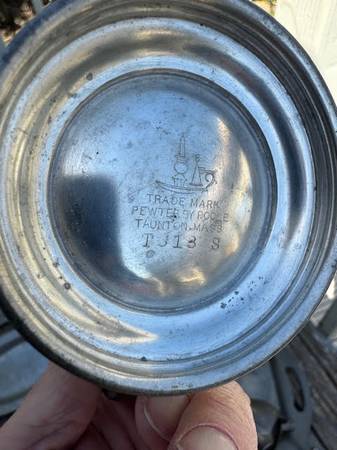 TRADE MARK
PEWTER BY POOLE
TAUNTON, MASS
TJ13 S